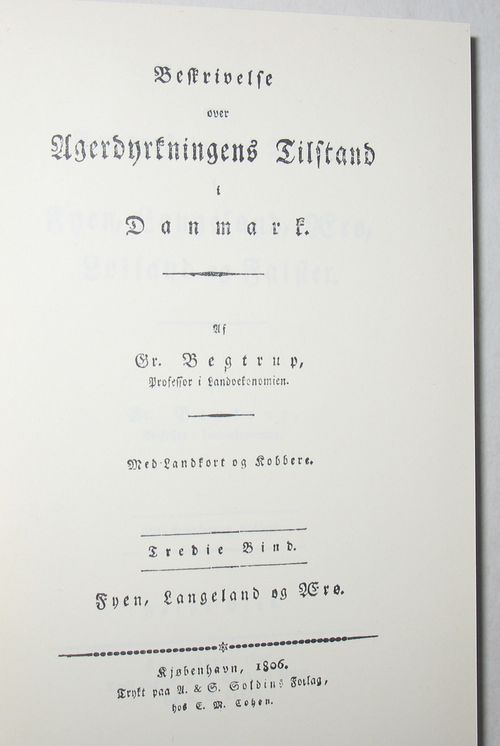 Beskrivelse
over
Agerdyrkningens Tilstand
i
Danmark.
Af
Gr. Begtrup,
Professor i Landoekonomien.
Med Landkort og Kobbere.
Tredie Bind.
Fyen, Langeland og Ærø.
Kjøbenhavn, 1806.
Trykt paa A. & S. Soldins Forlag,
hos E. M. Cohen.